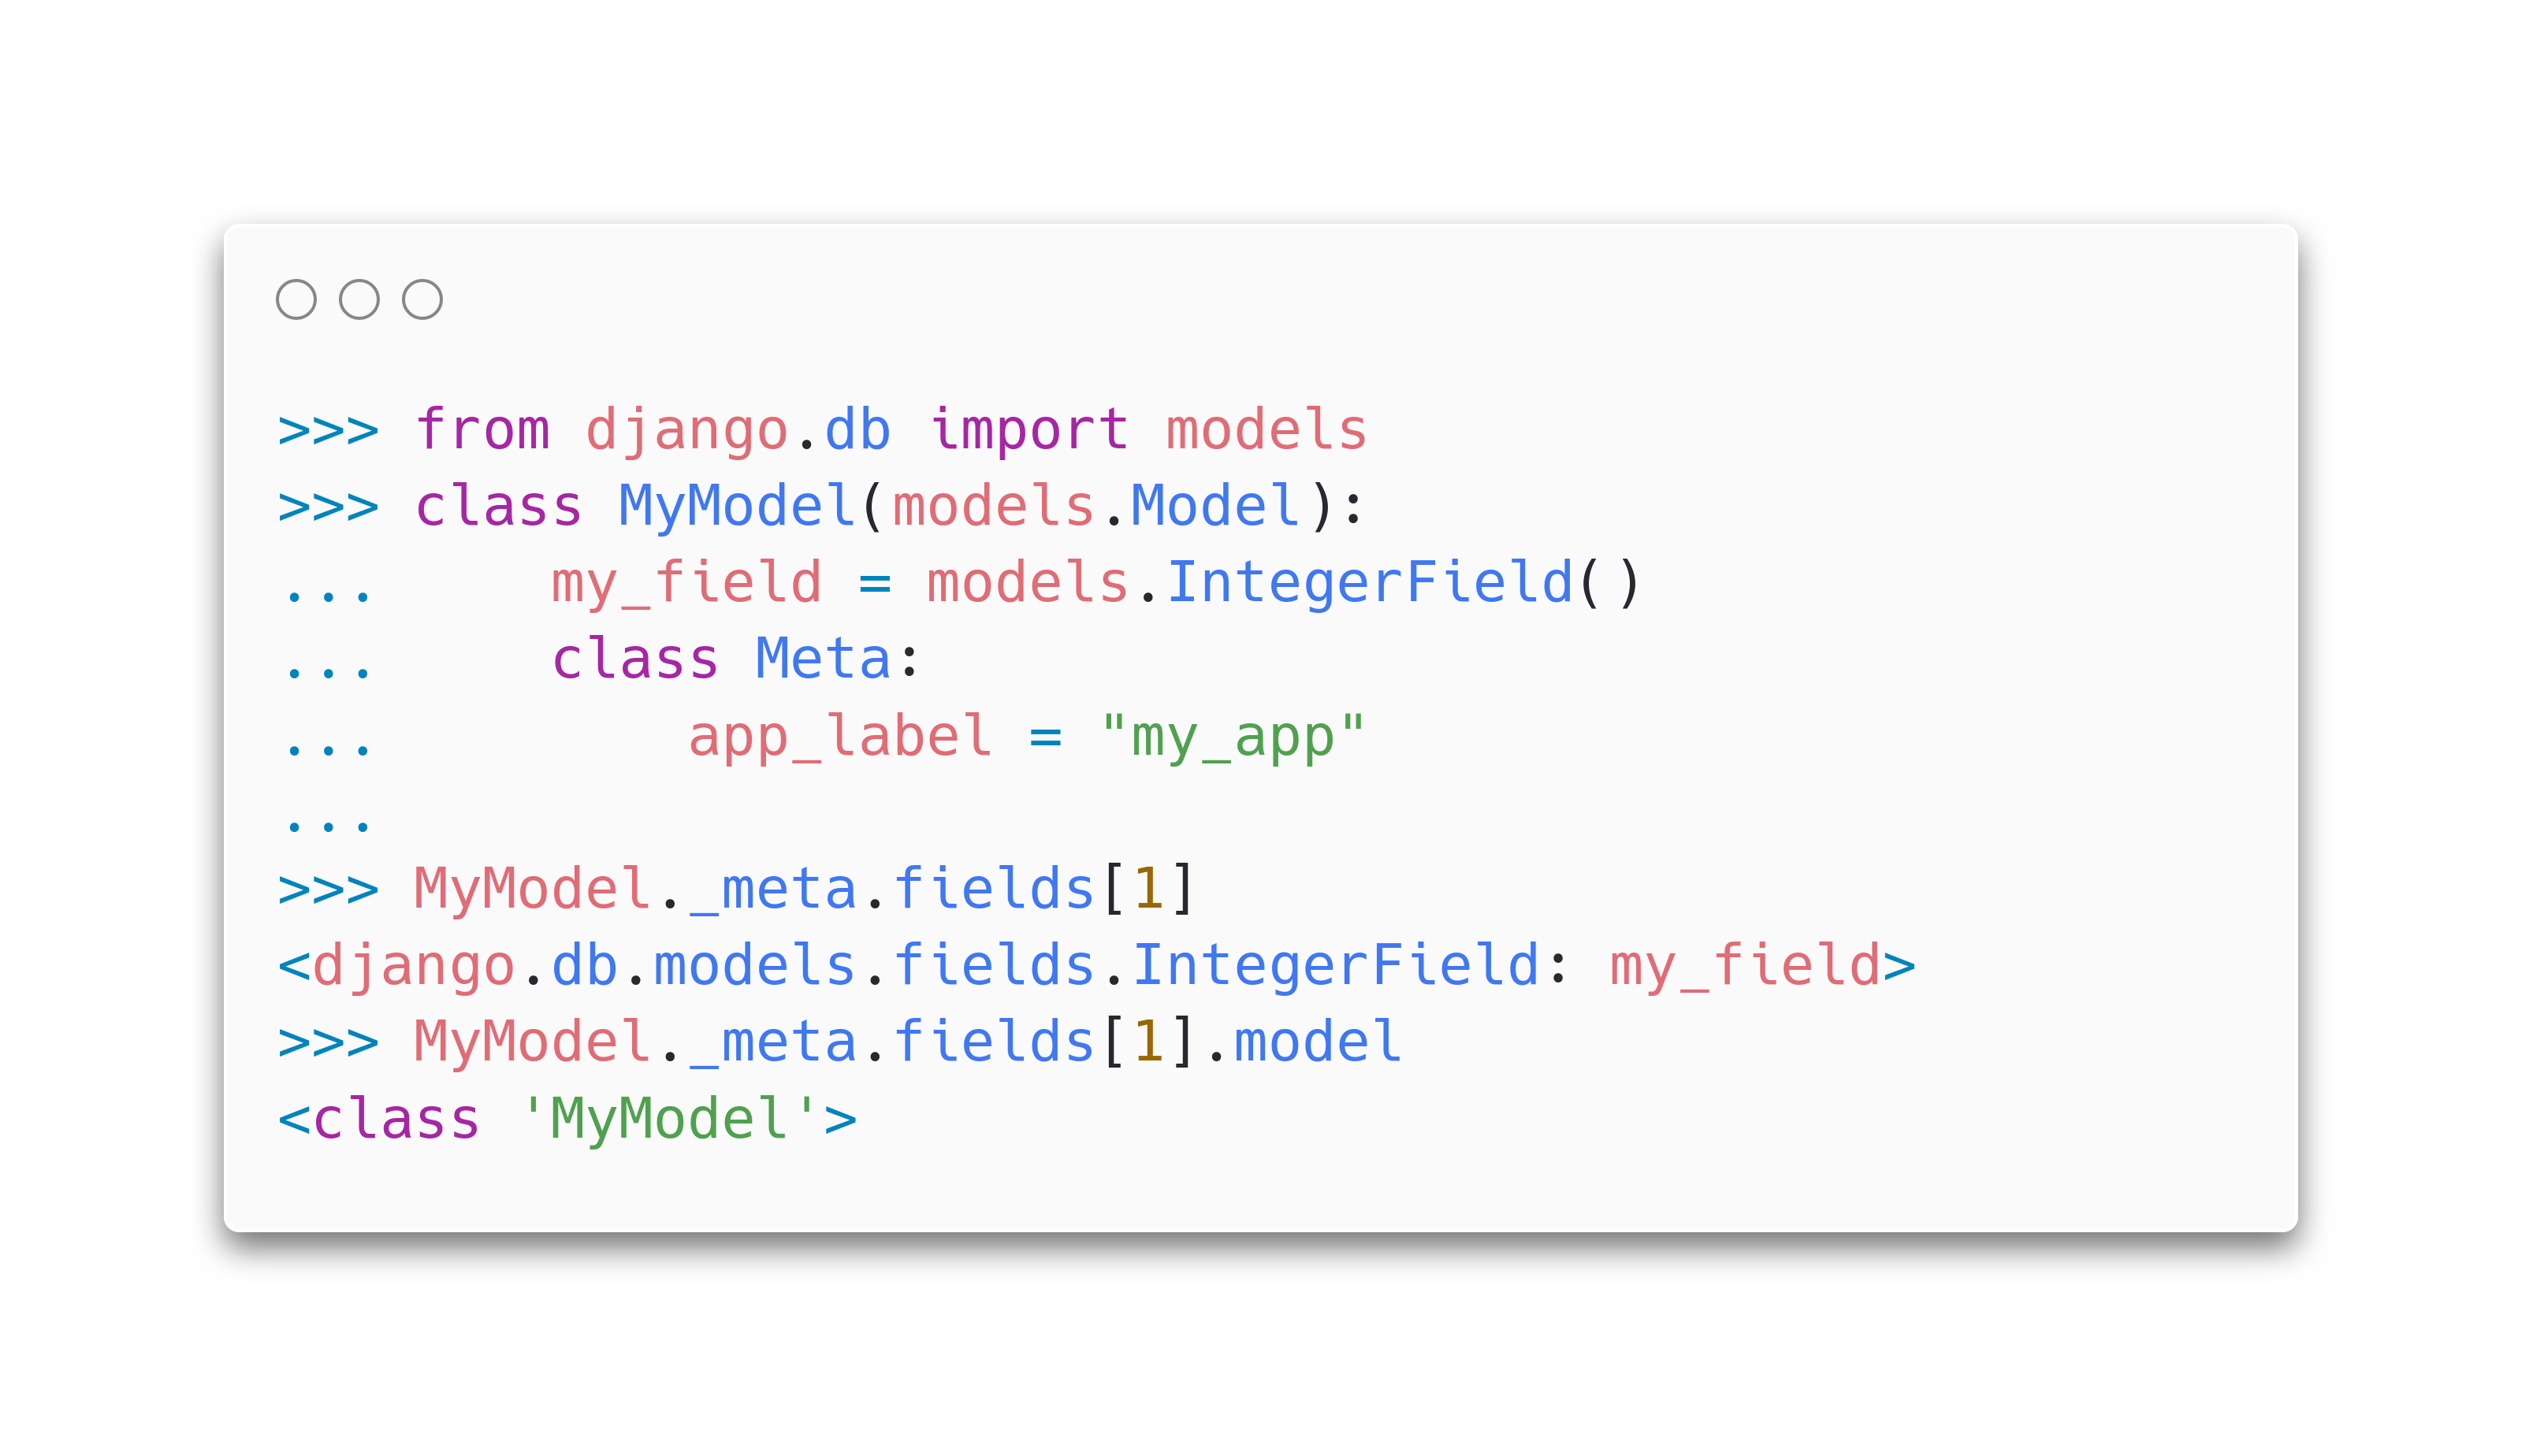 >>> from django.db import models
>>> class MyModel(models.Model):
...     my_field = models.IntegerField()
...     class Meta:
...         app_label = "my_app"
...
>>> MyModel._meta.fields[1]
<django.db.models.fields.IntegerField: my_field>
>>> MyModel._meta.fields[1].model
<class 'MyModel'>